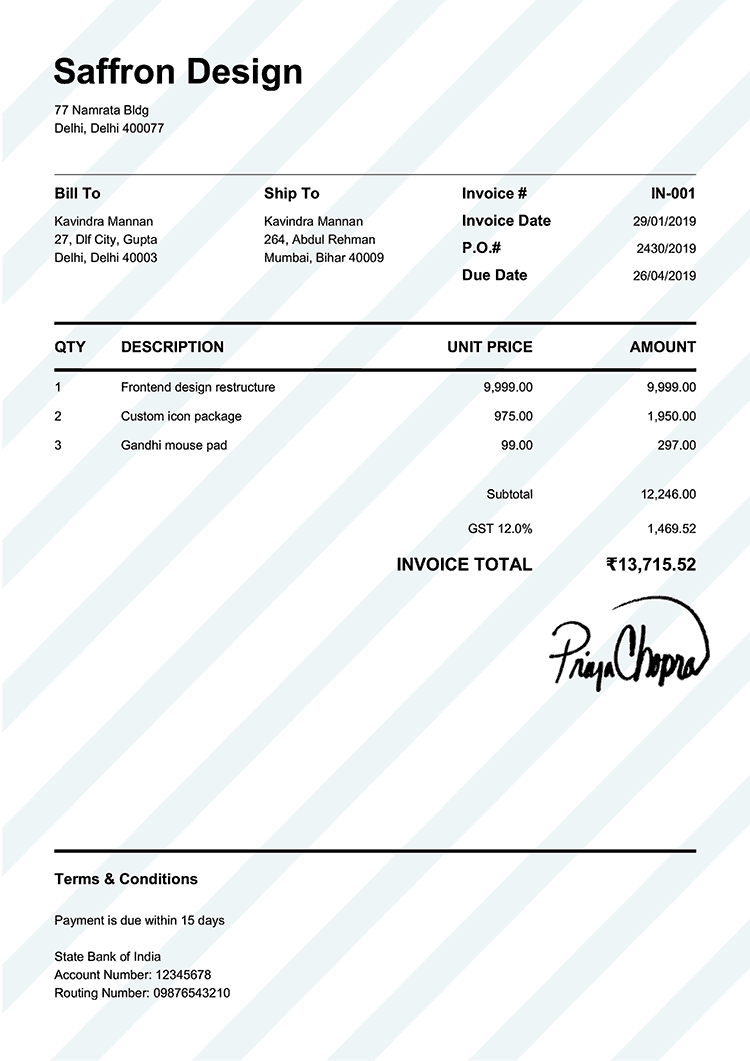 Saffron Design
77 Namrata Bldg
Delhi, Delhi 400077
Bill To
Kavindra Mannan
27, Dlf City, Gupta
Delhi, Delhi 40003
Ship To
Kavindra Mannan
264, Abdul Rehman
Mumbai, Bihar 40009
Invoice # IN-001
Invoice Date 29/01/2019
P.O.# 2430/2019
Due Date 26/04/2019
QTY DESCRIPTION UNIT PRICE AMOUNT
1 Frontend design restructure 9,999.00 9,999.00
2 Custom icon package 975.00 1,950.00
3 Gandhi mouse pad 99.00 297.00
Subtotal 12,246.00
GST 12.0% 1,469.52
INVOICE TOTAL ₹13,715.52
Priya Chopra
Terms & Conditions
Payment is due within 15 days
State Bank of India
Account Number: 12345678
Routing Number: 09876543210